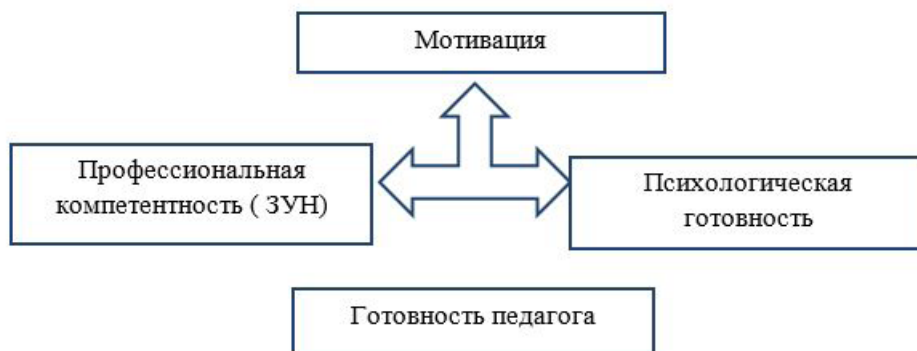 Мотивация
Профессиональная
компетентность ( ЗУН)
Психологическая
готовность
Готовность педагога